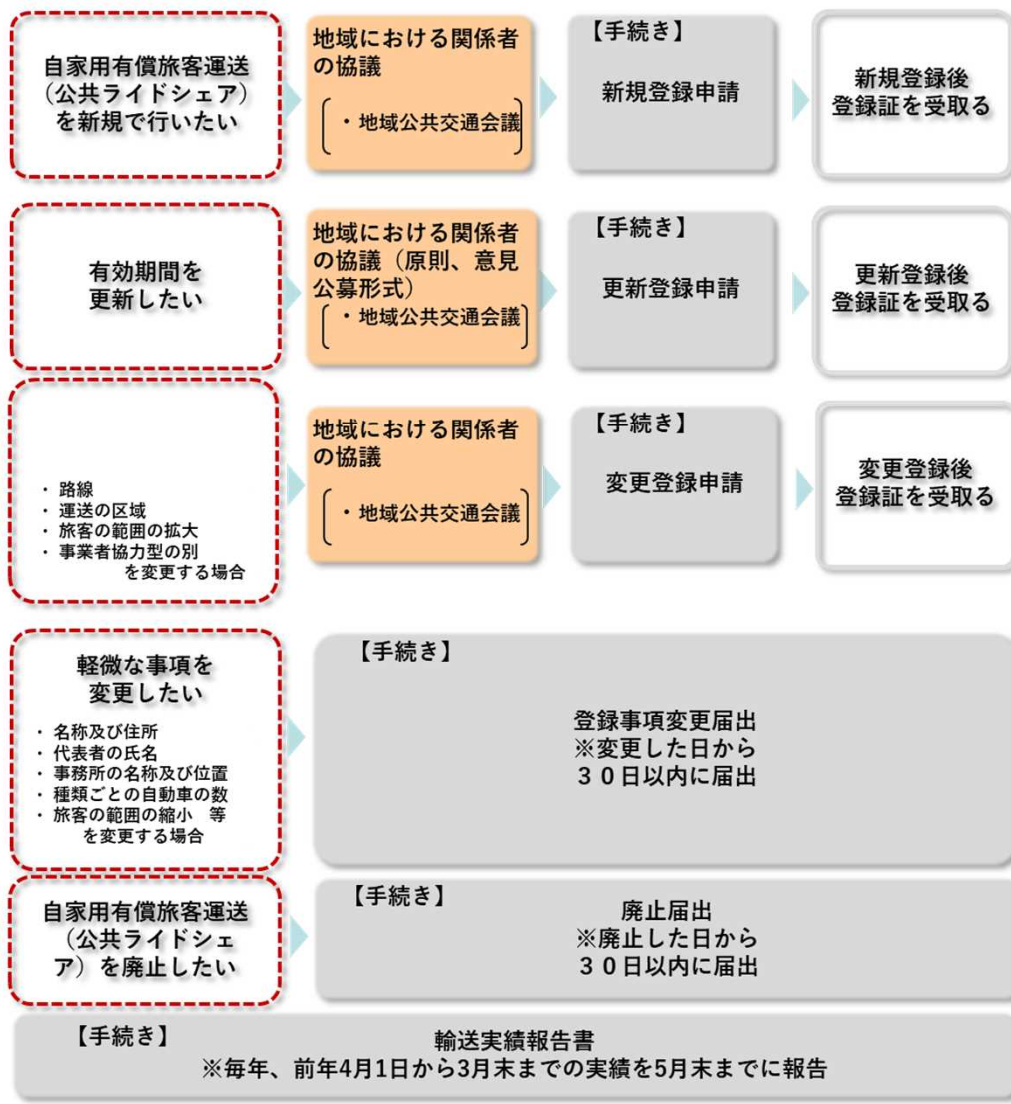 自家用有償旅客運送
（公共ライドシェア）
を新規で行いたい
地域における関係者
の協議
・地域公共交通会議
【手続き】
新規登録申請
新規登録後
登録証を受取る
有効期間を
更新したい
地域における関係者
の協議（原則、意見
公募形式）
・地域公共交通会議
【手続き】
更新登録申請
更新登録後
登録証を受取る
・ 路線
・ 運送の区域
・ 旅客の範囲の拡大
・ 事業者協力型の別
を変更する場合
地域における関係者
の協議
・地域公共交通会議
【手続き】
変更登録申請
変更登録後
登録証を受取る
軽微な事項を
変更したい
・ 名称及び住所
・ 代表者の氏名
・ 事務所の名称及び位置
・ 種類ごとの自動車の数
・ 旅客の範囲の縮小　等
を変更する場合
【手続き】
登録事項変更届出
※変更した日から
３０日以内に届出
自家用有償旅客運送
（公共ライドシェ
ア）を廃止したい
【手続き】
廃止届出
※廃止した日から
３０日以内に届出
【手続き】 輸送実績報告書
※毎年、前年4月1日から3月末までの実績を5月末までに報告